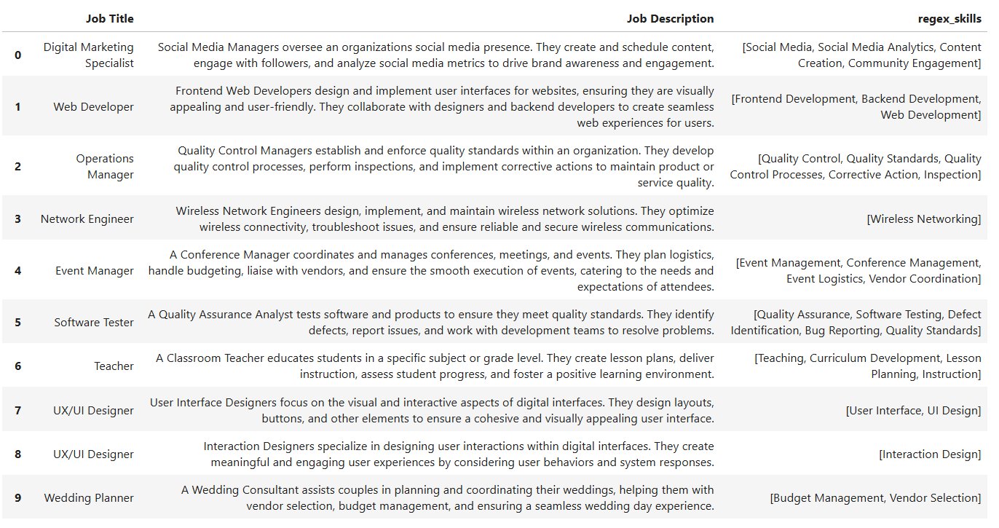 Job Title Job Description regex_skills
0 Digital Marketing Specialist Social Media Managers oversee an organizations social media presence. They create and schedule content, engage with followers, and analyze social media metrics to drive brand awareness and engagement. [Social Media, Social Media Analytics, Content Creation, Community Engagement]
1 Web Developer Frontend Web Developers design and implement user interfaces for websites, ensuring they are visually appealing and user-friendly. They collaborate with designers and backend developers to create seamless web experiences for users. [Frontend Development, Backend Development, Web Development]
2 Operations Manager Quality Control Managers establish and enforce quality standards within an organization. They develop quality control processes, perform inspections, and implement corrective actions to maintain product or service quality. [Quality Control, Quality Standards, Quality Control Processes, Corrective Action, Inspection]
3 Network Engineer Wireless Network Engineers design, implement, and maintain wireless network solutions. They optimize wireless connectivity, troubleshoot issues, and ensure reliable and secure wireless communications. [Wireless Networking]
4 Event Manager A Conference Manager coordinates and manages conferences, meetings, and events. They plan logistics, handle budgeting, liaise with vendors, and ensure the smooth execution of events, catering to the needs and expectations of attendees. [Event Management, Conference Management, Event Logistics, Vendor Coordination]
5 Software Tester A Quality Assurance Analyst tests software and products to ensure they meet quality standards. They identify defects, report issues, and work with development teams to resolve problems. [Quality Assurance, Software Testing, Defect Identification, Bug Reporting, Quality Standards]
6 Teacher A Classroom Teacher educates students in a specific subject or grade level. They create lesson plans, deliver instruction, assess student progress, and foster a positive learning environment. [Teaching, Curriculum Development, Lesson Planning, Instruction]
7 UX/UI Designer User Interface Designers focus on the visual and interactive aspects of digital interfaces. They design layouts, buttons, and other elements to ensure a cohesive and visually appealing user interface. [User Interface, UI Design]
8 UX/UI Designer Interaction Designers specialize in designing user interactions within digital interfaces. They create meaningful and engaging user experiences by considering user behaviors and system responses. [Interaction Design]
9 Wedding Planner A Wedding Consultant assists couples in planning and coordinating their weddings, helping them with vendor selection, budget management, and ensuring a seamless wedding day experience. [Budget Management, Vendor Selection]